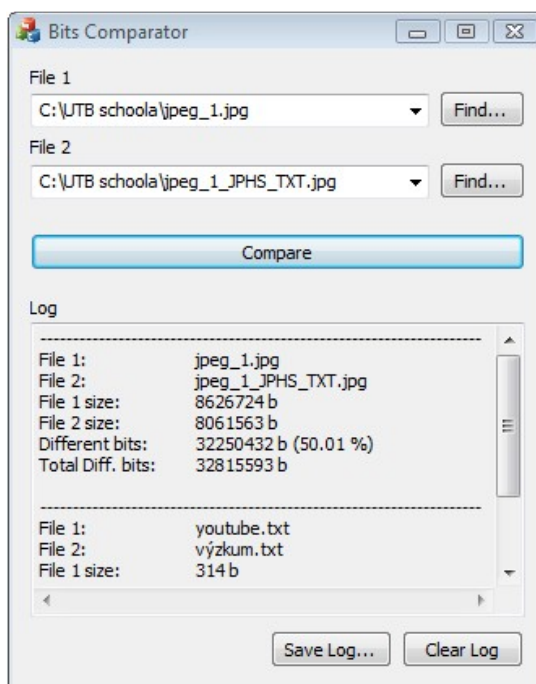 Bits Comparator
File 1
C:\UTB schoola\jpeg_1.jpg
Find...
File 2
C:\UTB schoola\jpeg_1_JPHS_TXT.jpg
Find...
Compare
Log
--------------------------------------------------------------------------------
File 1: jpeg_1.jpg
File 2: jpeg_1_JPHS_TXT.jpg
File 1 size: 8626724 b
File 2 size: 8061563 b
Different bits: 32250432 b (50.01 %)
Total Diff. bits: 32815593 b
--------------------------------------------------------------------------------
File 1: youtube.txt
File 2: výzkum.txt
File 1 size: 314 b
Save Log...
Clear Log